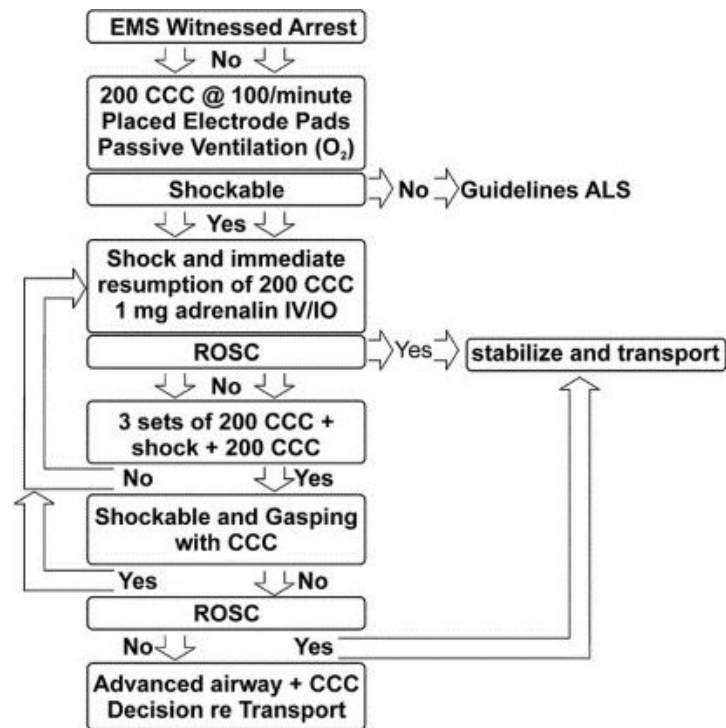 EMS Witnessed Arrest
No
200 CCC @ 100/minute
Placed Electrode Pads
Passive Ventilation (O₂)
Shockable
No
Guidelines ALS
Yes
Shock and immediate
resumption of 200 CCC
1 mg adrenalin IV/IO
ROSC
Yes
stabilize and transport
No
3 sets of 200 CCC +
shock + 200 CCC
No
Yes
Shockable and Gasping
with CCC
Yes
No
ROSC
No
Yes
Advanced airway + CCC
Decision re Transport